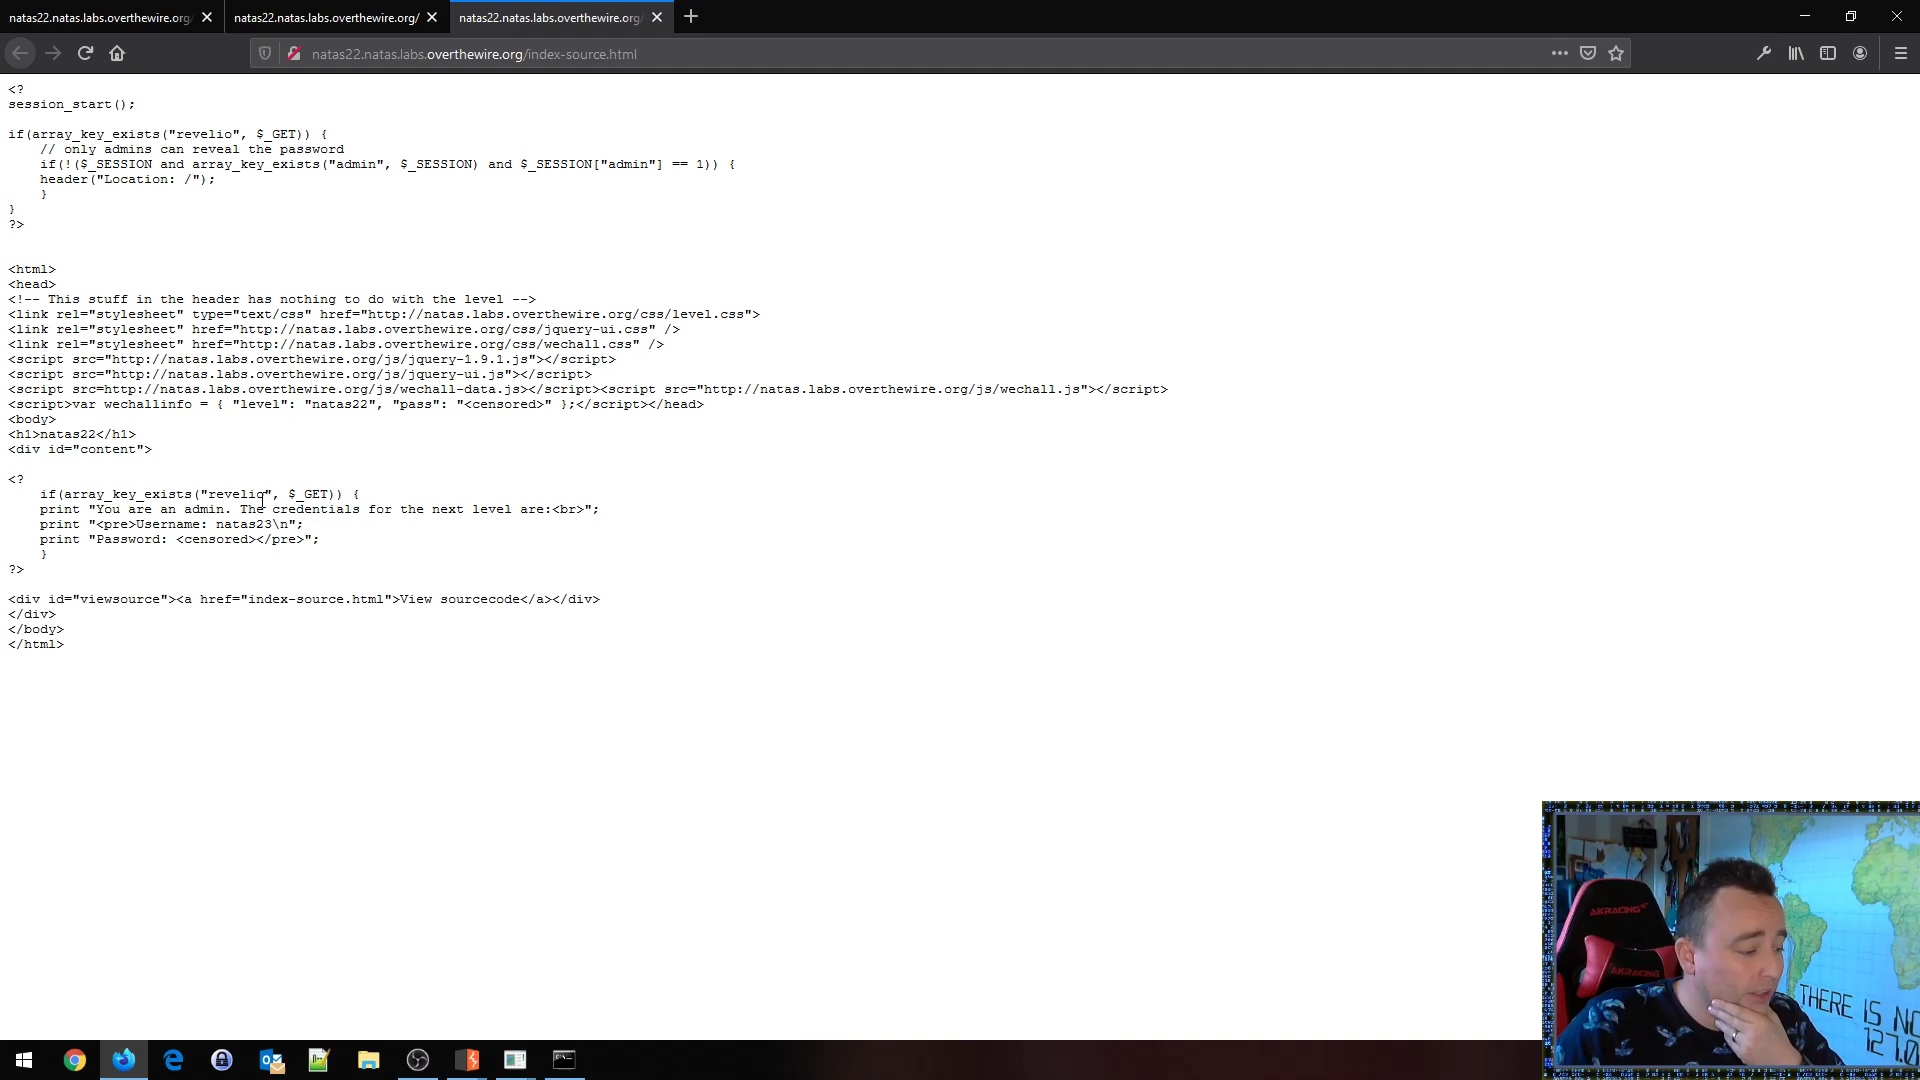 natas22.natas.labs.overthewire.org/
natas22.natas.labs.overthewire.org/
natas22.natas.labs.overthewire.org/
natas22.natas.labs.overthewire.org/index-source.html
<?
session_start();
if(array_key_exists("revelio", $_GET)) {
// only admins can reveal the password
if(!($_SESSION and array_key_exists("admin", $_SESSION) and $_SESSION["admin"] == 1)) {
header("Location: /");
}
}
?>
<html>
<head>
<!-- This stuff in the header has nothing to do with the level -->
<link rel="stylesheet" type="text/css" href="http://natas.labs.overthewire.org/css/level.css">
<link rel="stylesheet" href="http://natas.labs.overthewire.org/css/jquery-ui.css" />
<link rel="stylesheet" href="http://natas.labs.overthewire.org/css/wechall.css" />
<script src="http://natas.labs.overthewire.org/js/jquery-1.9.1.js"></script>
<script src="http://natas.labs.overthewire.org/js/jquery-ui.js"></script>
<script src=http://natas.labs.overthewire.org/js/wechall-data.js></script><script src="http://natas.labs.overthewire.org/js/wechall.js"></script>
<script>var wechallinfo = { "level": "natas22", "pass": "<censored>" };</script></head>
<body>
<h1>natas22</h1>
<div id="content">
<?
if(array_key_exists("revelio", $_GET)) {
print "You are an admin. The credentials for the next level are:<br>";
print "<pre>Username: natas23\n";
print "Password: <censored></pre>";
}
?>
<div id="viewsource"><a href="index-source.html">View sourcecode</a></div>
</div>
</body>
</html>
AKRACING
AKRACING
THERE IS NO
127.0